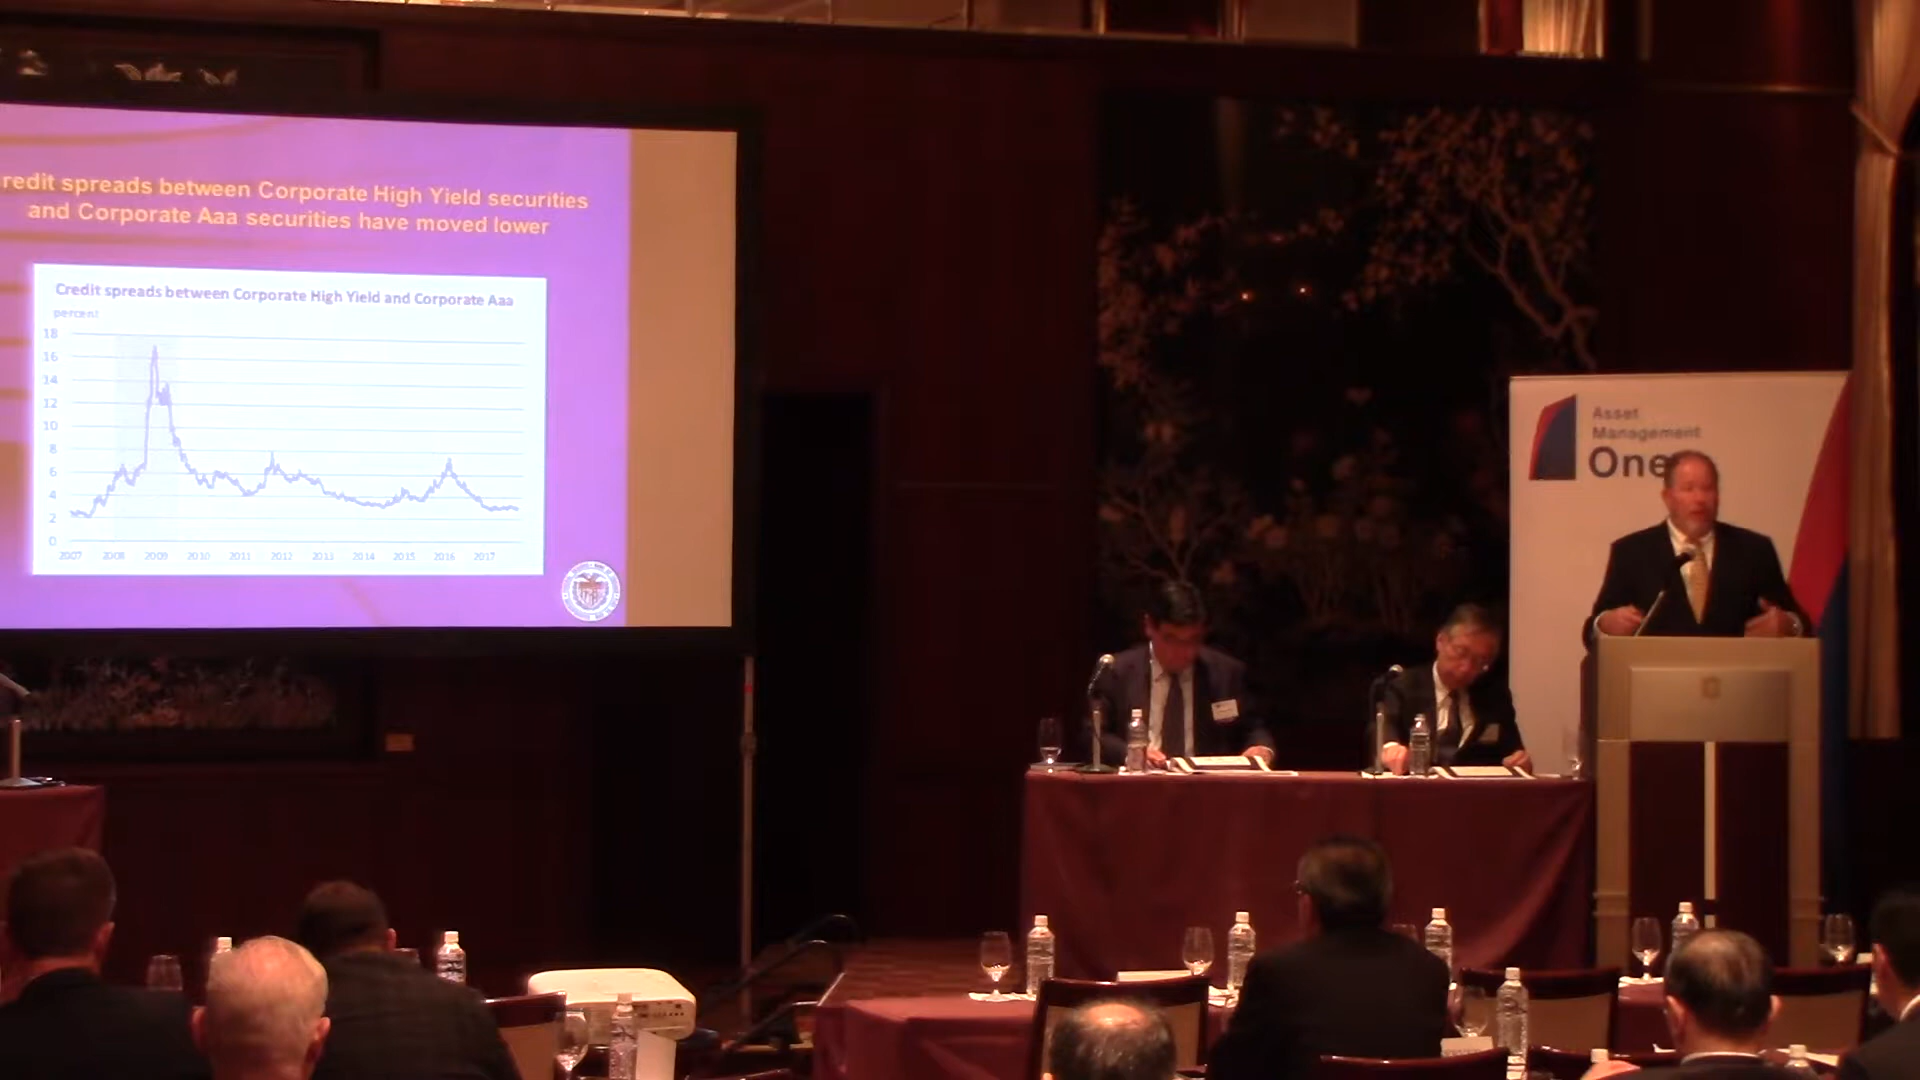 redit spreads between Corporate High Yield securities
and Corporate Aaa securities have moved lower
Credit spreads between Corporate High Yield and Corporate Aaa
percent
18
16
14
12
10
8
6
4
2
0
2007 2008 2009 2010 2011 2012 2013 2014 2015 2016 2017
Asset
Management
One